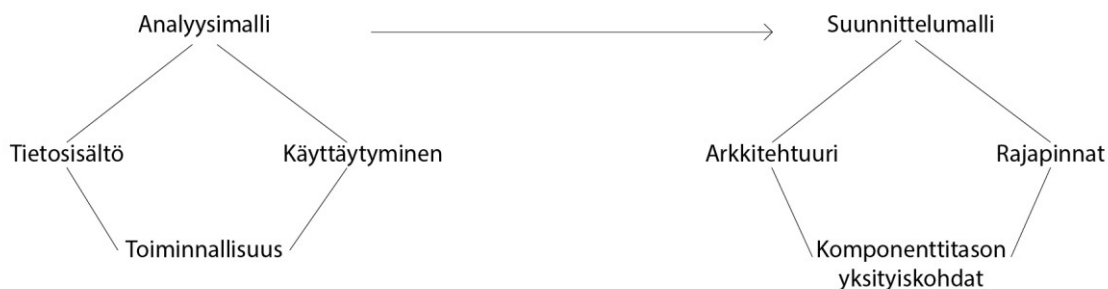 Analyysimalli
Suunnittelumalli
Tietosisältö
Käyttäytyminen
Arkkitehtuuri
Rajapinnat
Toiminnallisuus
Komponenttitason
yksityiskohdat